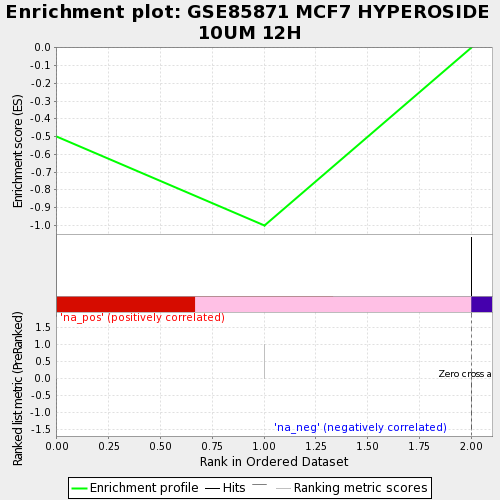 Enrichment plot: GSE85871 MCF7 HYPEROSIDE
10UM 12H
Enrichment score (ES)
0.0
-0.1
-0.2
-0.3
-0.4
-0.5
-0.6
-0.7
-0.8
-0.9
-1.0
'na_pos' (positively correlated)
Ranked list metric (PreRanked)
1.5
1.0
0.5
0.0
-0.5
-1.0
-1.5
Zero cross a
'na_neg' (negatively correlated)
0.00 0.25 0.50 0.75 1.00 1.25 1.50 1.75 2.00
Rank in Ordered Dataset
Enrichment profile Hits Ranking metric scores